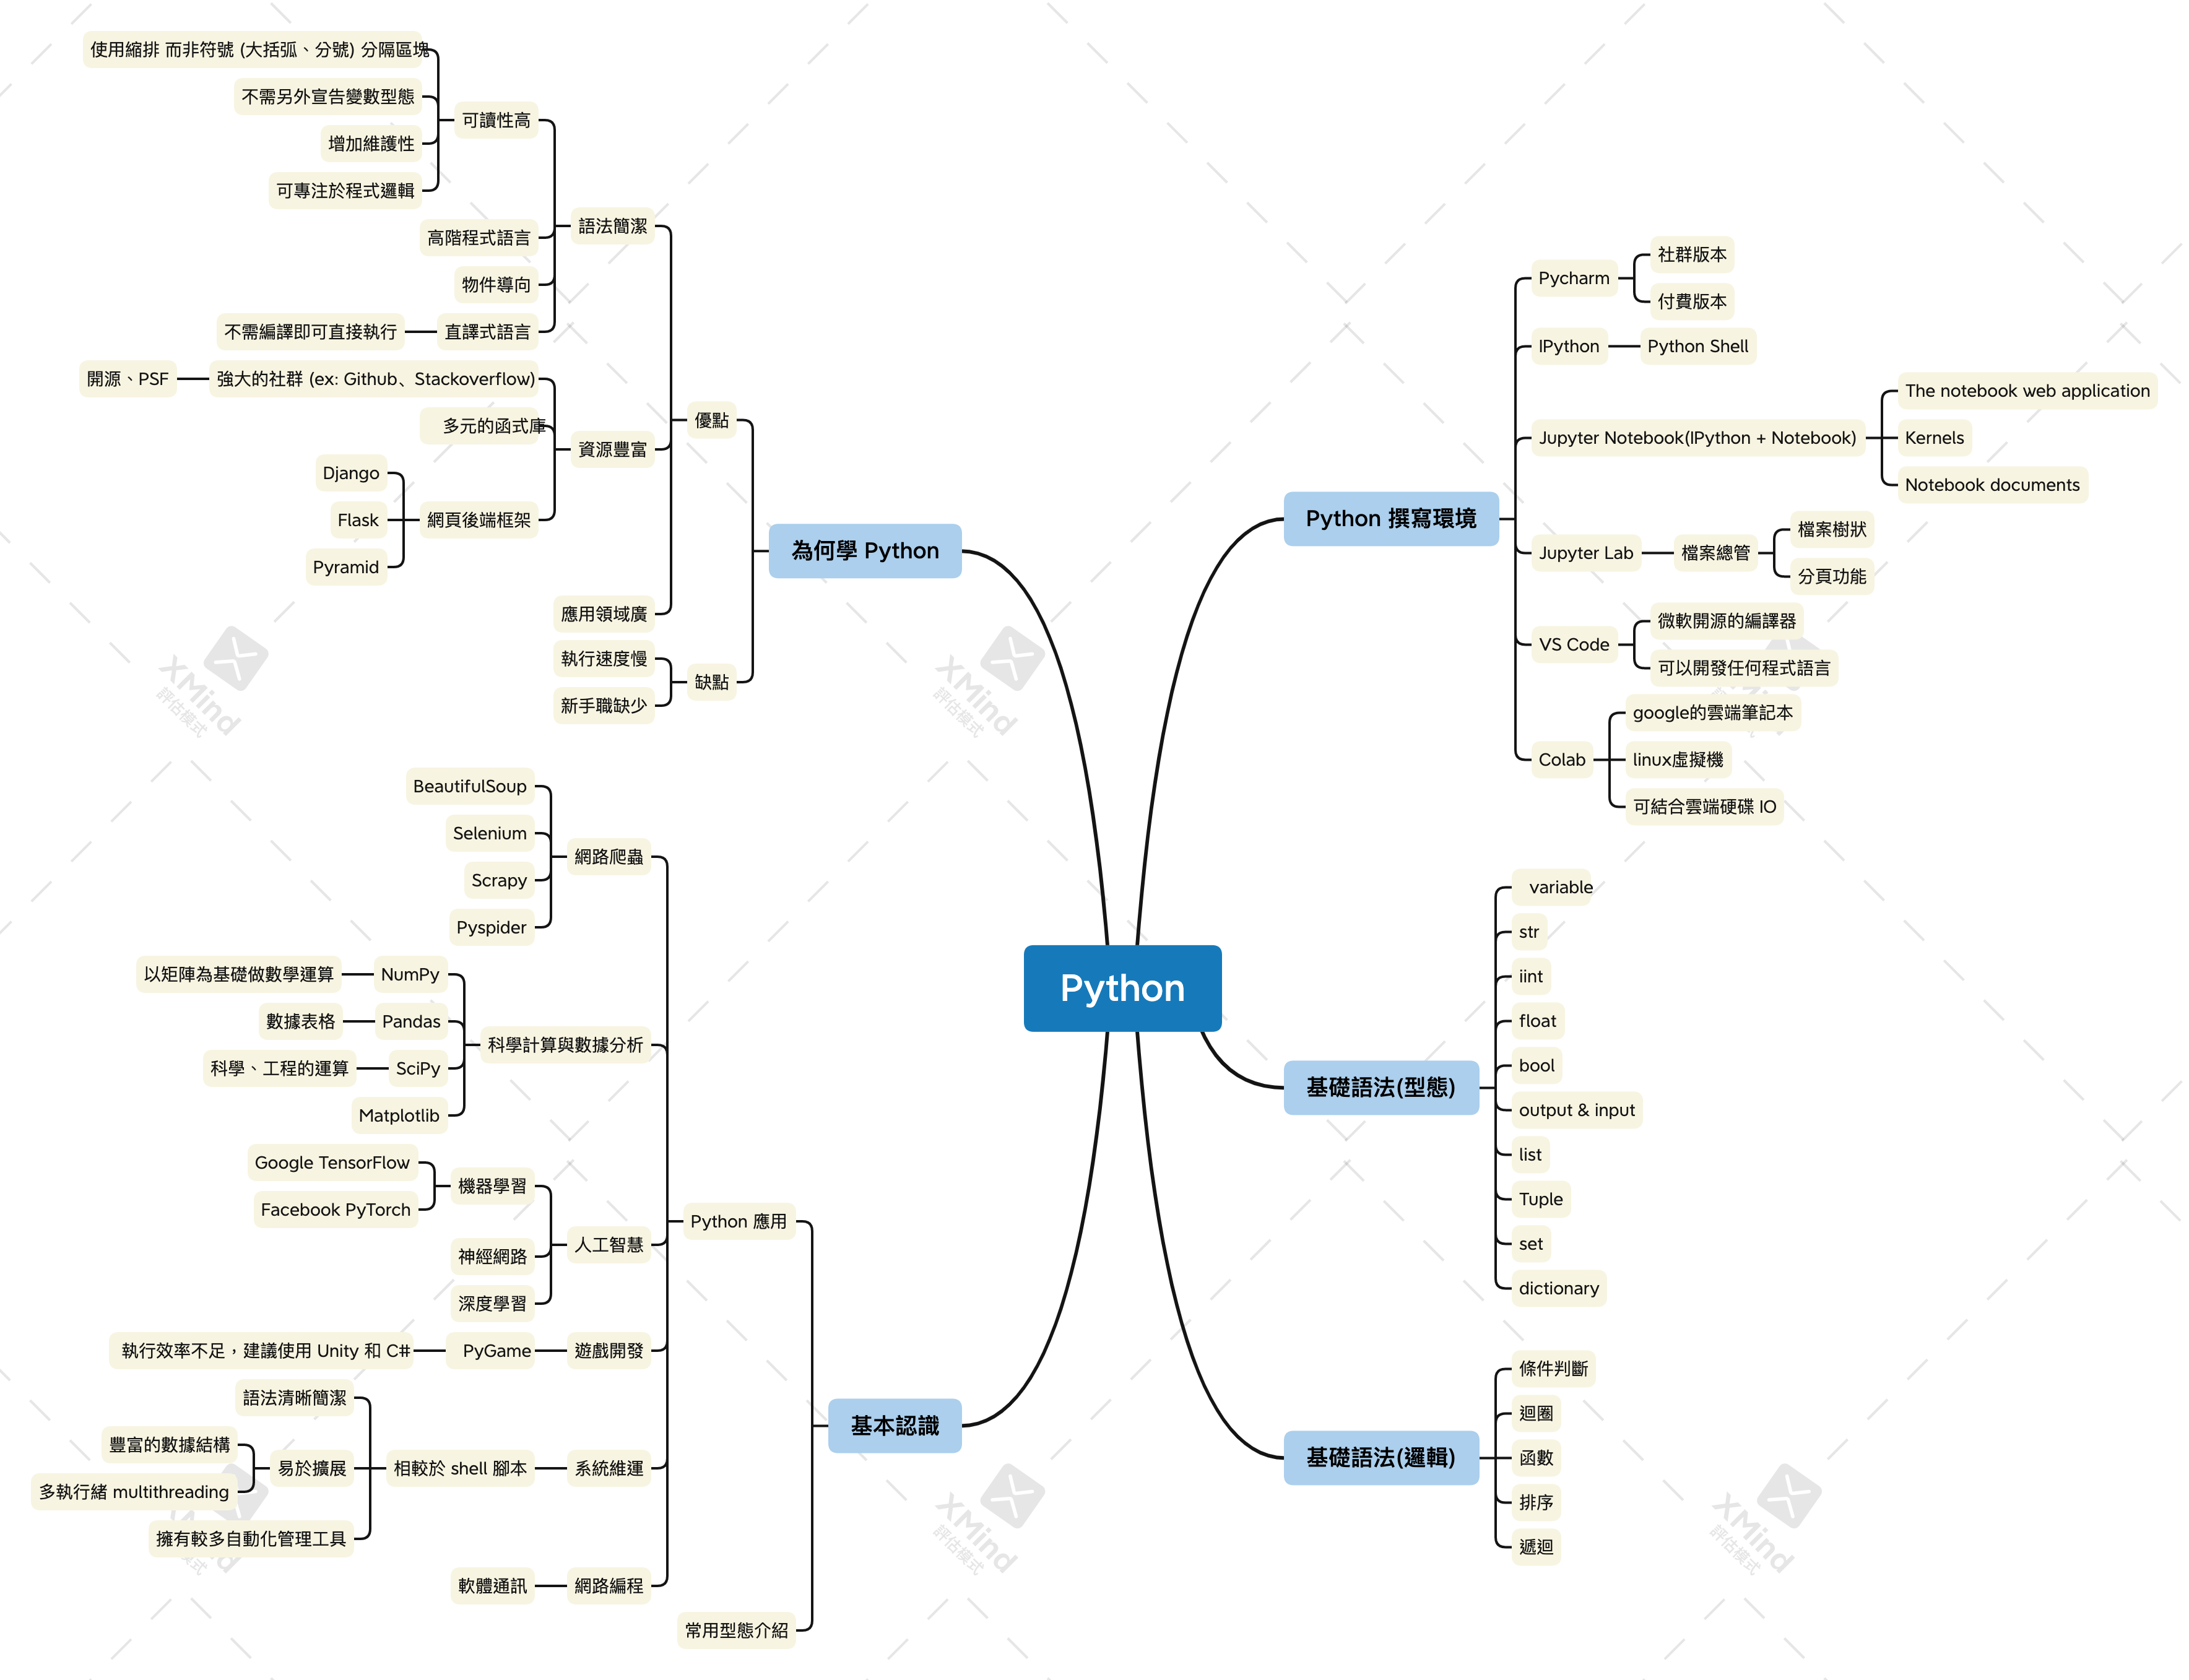 Python
Python 撰寫環境
Pycharm
社群版本
付費版本
IPython
Python Shell
Jupyter Notebook(IPython + Notebook)
The notebook web application
Kernels
Notebook documents
Jupyter Lab
檔案總管
檔案樹狀
分頁功能
VS Code
微軟開源的編譯器
可以開發任何程式語言
Colab
google的雲端筆記本
linux虛擬機
可結合雲端硬碟 IO
基礎語法(型態)
variable
str
iint
float
bool
output & input
list
Tuple
set
dictionary
基礎語法(邏輯)
條件判斷
迴圈
函數
排序
遞迴
為何學 Python
優點
語法簡潔
可讀性高
使用縮排 而非符號 (大括弧、分號) 分隔區塊
不需另外宣告變數型態
增加維護性
可專注於程式邏輯
高階程式語言
物件導向
直譯式語言
不需編譯即可直接執行
資源豐富
強大的社群 (ex: Github、Stackoverflow)
開源、PSF
多元的函式庫
網頁後端框架
Django
Flask
Pyramid
應用領域廣
缺點
執行速度慢
新手職缺少
基本認識
Python 應用
網路爬蟲
BeautifulSoup
Selenium
Scrapy
Pyspider
科學計算與數據分析
NumPy
以矩陣為基礎做數學運算
Pandas
數據表格
SciPy
科學、工程的運算
Matplotlib
人工智慧
機器學習
Google TensorFlow
Facebook PyTorch
神經網路
深度學習
遊戲開發
PyGame
執行效率不足，建議使用 Unity 和 C#
系統維運
相較於 shell 腳本
語法清晰簡潔
易於擴展
豐富的數據結構
多執行緒 multithreading
擁有較多自動化管理工具
網路編程
軟體通訊
常用型態介紹
XMind
評估模式
XMind
評估模式
XMind
評估模式
XMind
評估模式